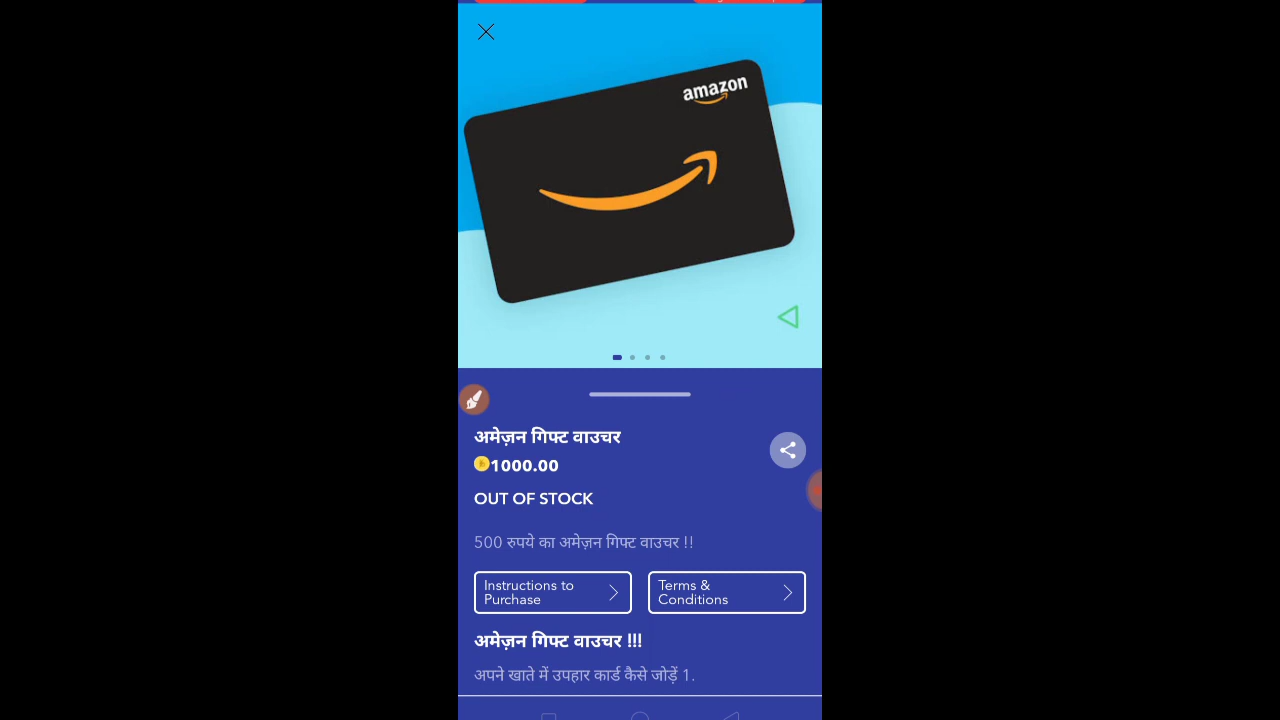 amazon
अमेज़न गिफ्ट वाउचर
1000.00
OUT OF STOCK
500 रुपये का अमेज़न गिफ्ट वाउचर !!
Instructions to
Purchase
Terms &
Conditions
अमेज़न गिफ्ट वाउचर !!!
अपने खाते में उपहार कार्ड कैसे जोड़ें 1.